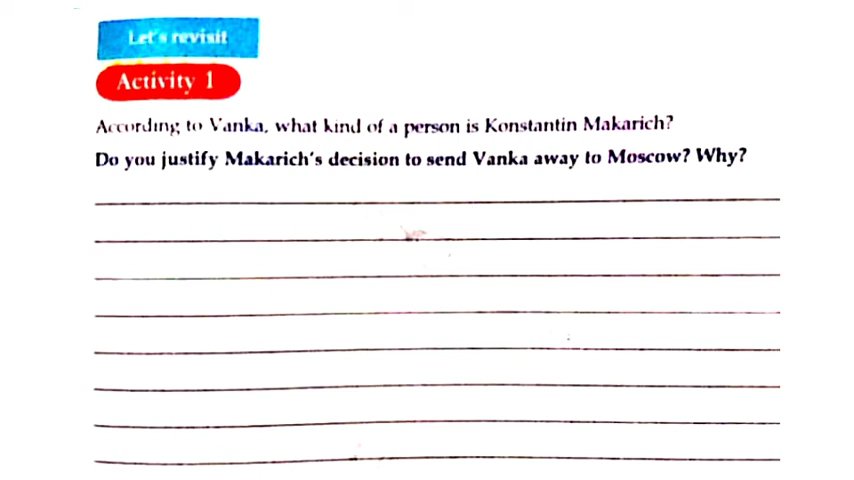 Let's revisit
Activity 1
According to Vanka, what kind of a person is Konstantin Makarich?
Do you justify Makarich's decision to send Vanka away to Moscow? Why?